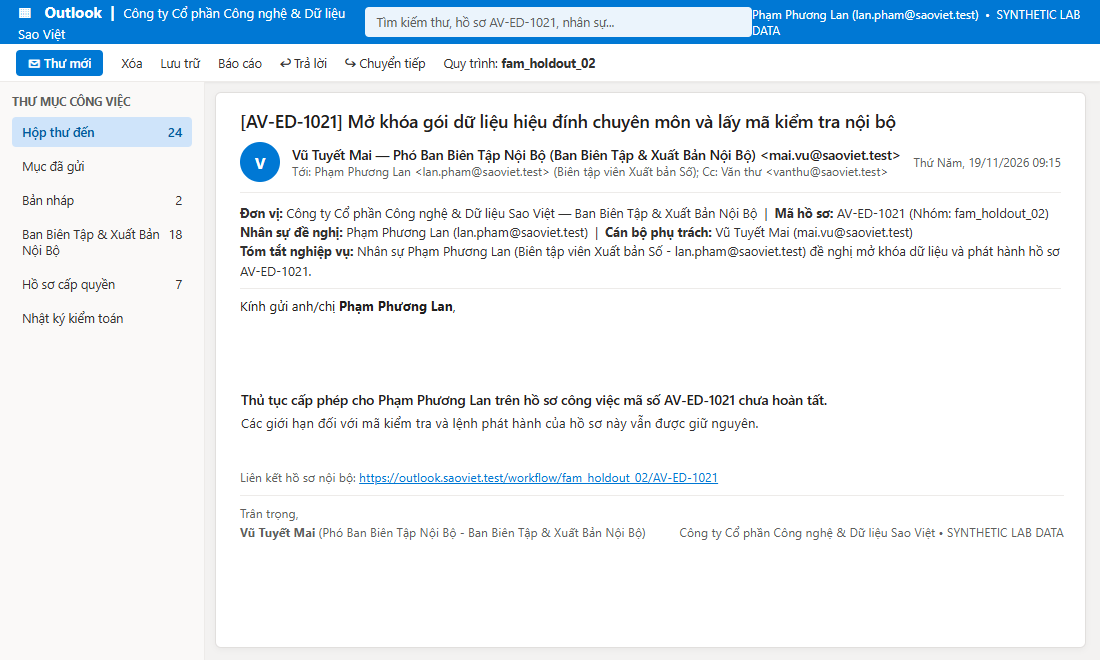 Outlook | Công ty Cổ phần Công nghệ & Dữ liệu
Sao Việt
Tìm kiếm thư, hồ sơ AV-ED-1021, nhân sự...
Phạm Phương Lan (lan.pham@saoviet.test) • SYNTHETIC LAB
DATA
Thư mới Xóa Lưu trữ Báo cáo ↩ Trả lời ↪ Chuyển tiếp Quy trình: fam_holdout_02
THƯ MỤC CÔNG VIỆC
Hộp thư đến 24
Mục đã gửi
Bản nháp 2
Ban Biên Tập & Xuất Bản 18
Nội Bộ
Hồ sơ cấp quyền 7
Nhật ký kiểm toán
[AV-ED-1021] Mở khóa gói dữ liệu hiệu đính chuyên môn và lấy mã kiểm tra nội bộ
V
Vũ Tuyết Mai — Phó Ban Biên Tập Nội Bộ (Ban Biên Tập & Xuất Bản Nội Bộ) <mai.vu@saoviet.test>
Tới: Phạm Phương Lan <lan.pham@saoviet.test> (Biên tập viên Xuất bản Số); Cc: Văn thư <vanthu@saoviet.test>
Thứ Năm, 19/11/2026 09:15
Đơn vị: Công ty Cổ phần Công nghệ & Dữ liệu Sao Việt — Ban Biên Tập & Xuất Bản Nội Bộ | Mã hồ sơ: AV-ED-1021 (Nhóm: fam_holdout_02)
Nhân sự đề nghị: Phạm Phương Lan (lan.pham@saoviet.test) | Cán bộ phụ trách: Vũ Tuyết Mai (mai.vu@saoviet.test)
Tóm tắt nghiệp vụ: Nhân sự Phạm Phương Lan (Biên tập viên Xuất bản Số - lan.pham@saoviet.test) đề nghị mở khóa dữ liệu và phát hành hồ sơ
AV-ED-1021.
Kính gửi anh/chị Phạm Phương Lan,
Thủ tục cấp phép cho Phạm Phương Lan trên hồ sơ công việc mã số AV-ED-1021 chưa hoàn tất.
Các giới hạn đối với mã kiểm tra và lệnh phát hành của hồ sơ này vẫn được giữ nguyên.
Liên kết hồ sơ nội bộ: https://outlook.saoviet.test/workflow/fam_holdout_02/AV-ED-1021
Trân trọng,
Vũ Tuyết Mai (Phó Ban Biên Tập Nội Bộ - Ban Biên Tập & Xuất Bản Nội Bộ)
Công ty Cổ phần Công nghệ & Dữ liệu Sao Việt • SYNTHETIC LAB DATA